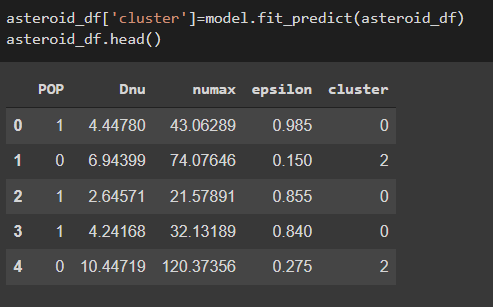 asteroid_df['cluster']=model.fit_predict(asteroid_df)
asteroid_df.head()
POP Dnu numax epsilon cluster
0 1 4.44780 43.06289 0.985 0
1 0 6.94399 74.07646 0.150 2
2 1 2.64571 21.57891 0.855 0
3 1 4.24168 32.13189 0.840 0
4 0 10.44719 120.37356 0.275 2